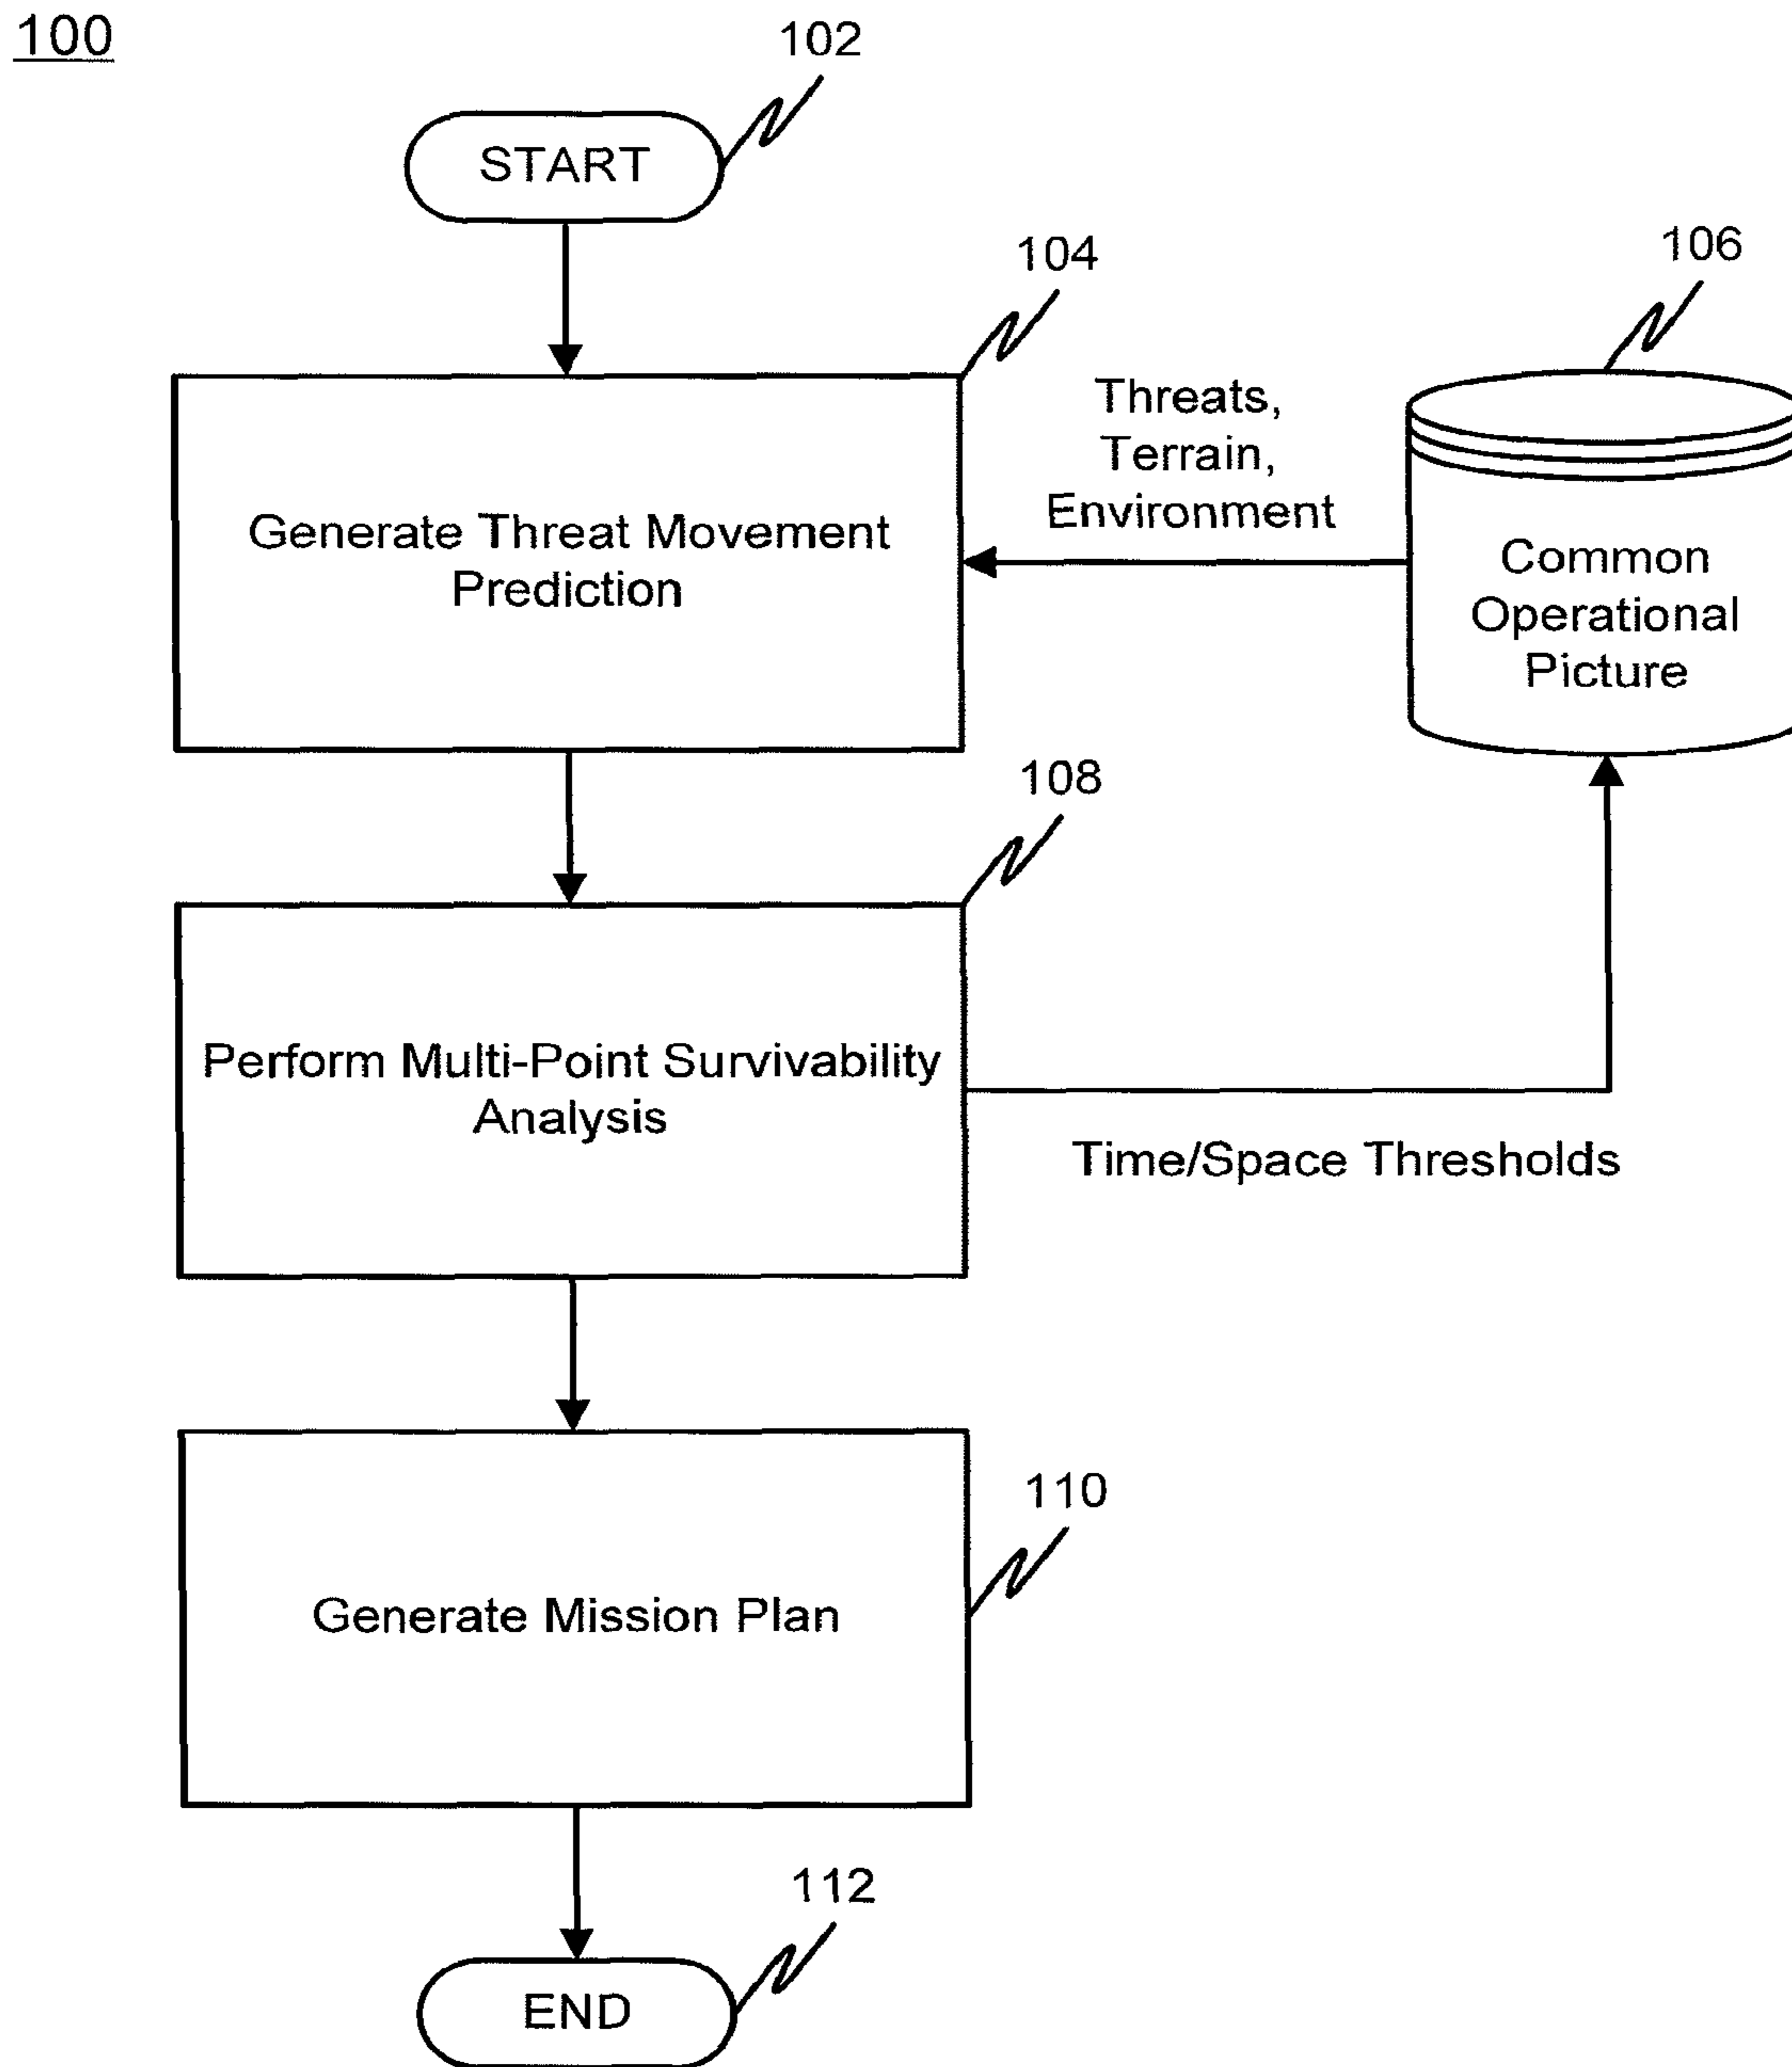 100
102
START
104
106
Threats,
Terrain,
Environment
Generate Threat Movement
Prediction
Common
Operational
Picture
108
Perform Multi-Point Survivability
Analysis
Time/Space Thresholds
110
Generate Mission Plan
112
END